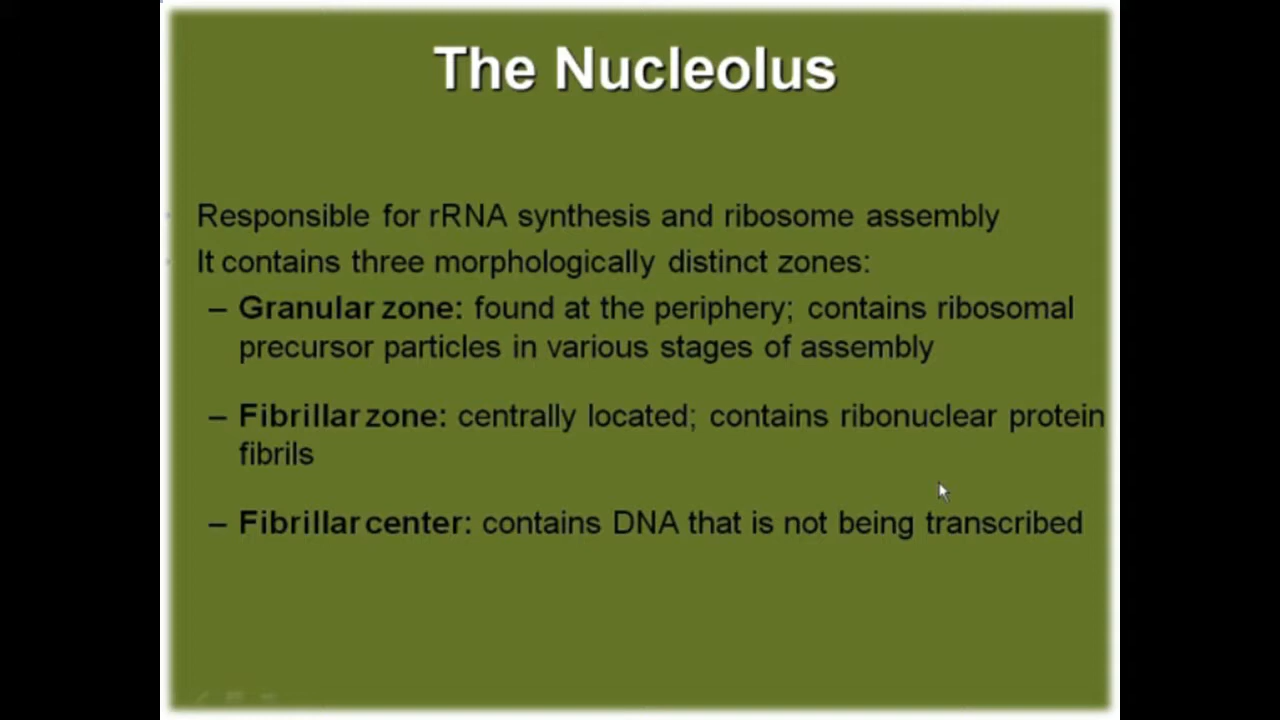 The Nucleolus
Responsible for rRNA synthesis and ribosome assembly
It contains three morphologically distinct zones:
– Granular zone: found at the periphery; contains ribosomal
precursor particles in various stages of assembly
– Fibrillar zone: centrally located; contains ribonuclear protein
fibrils
– Fibrillar center: contains DNA that is not being transcribed